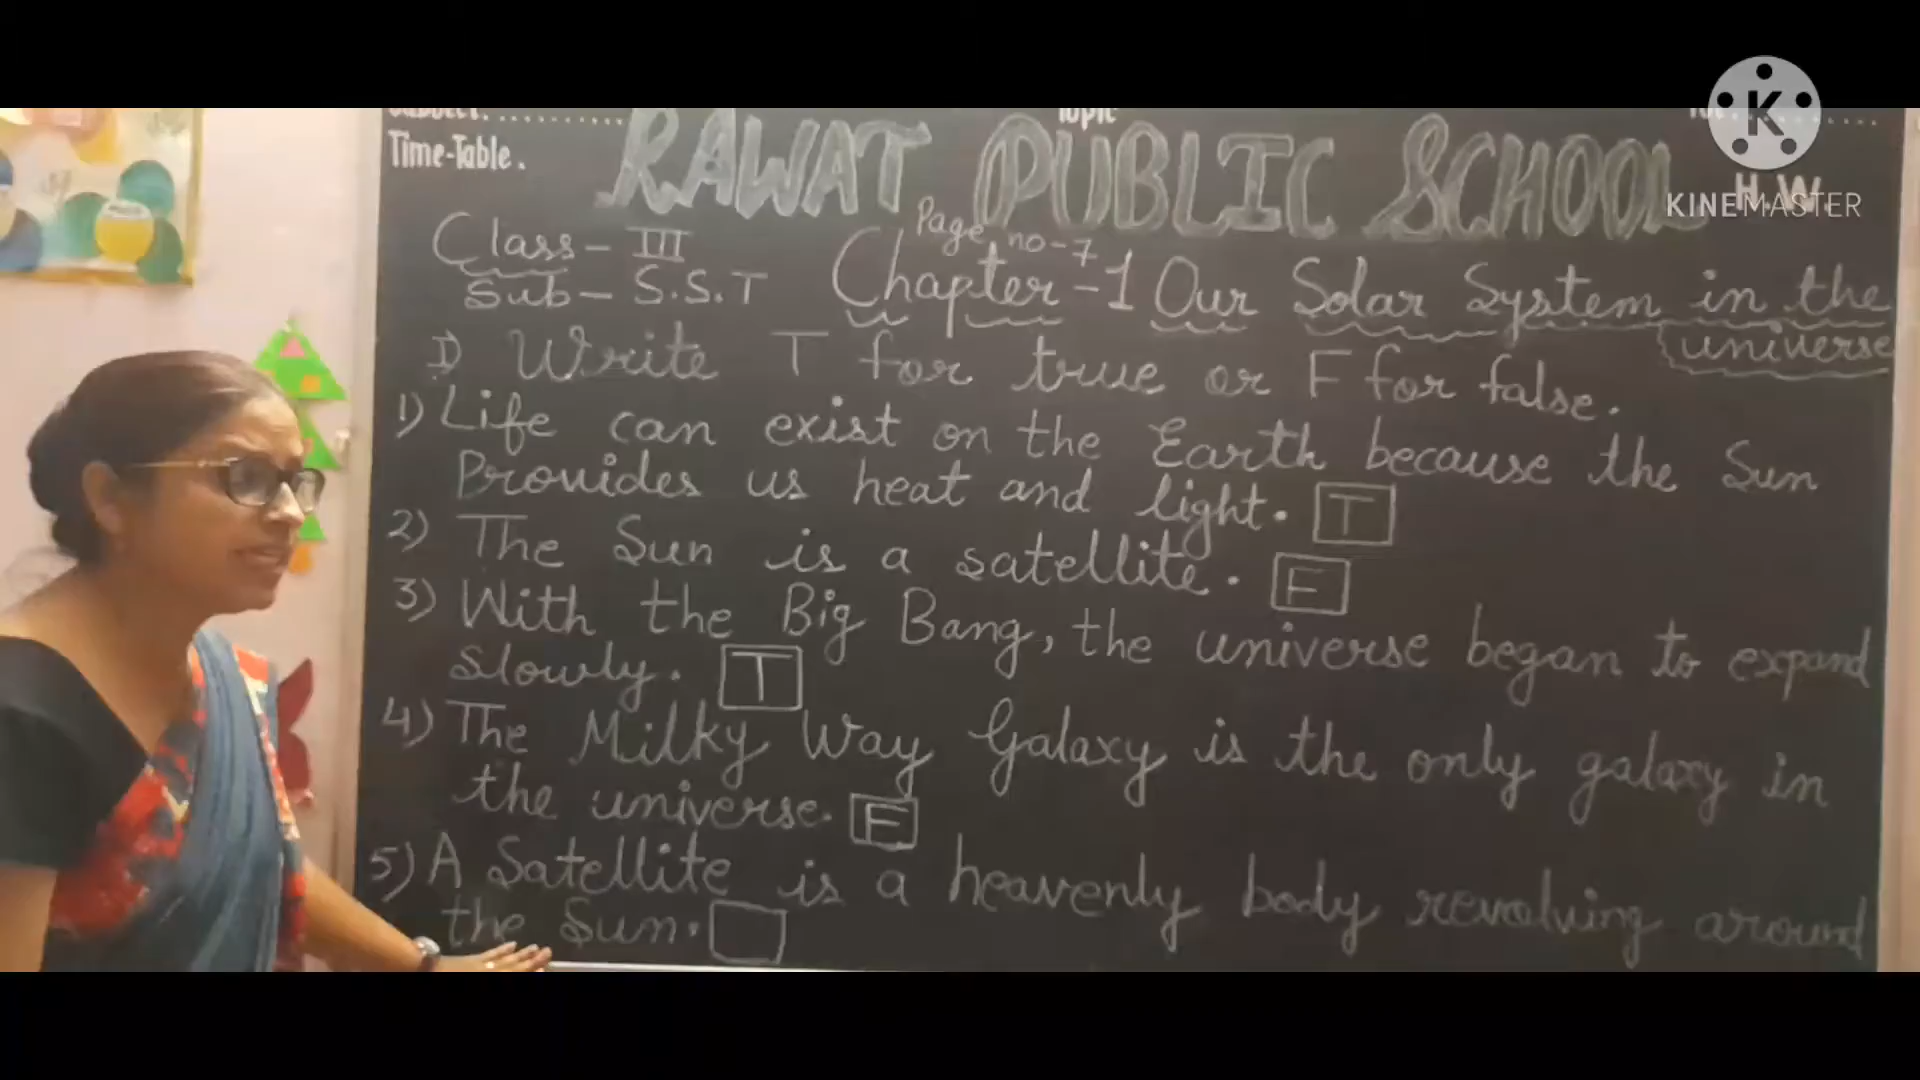 Time-Table.
Topic
RAWAT PUBLIC SCHOOL
H.W.
KINEMASTER
K
Page no-7
Class - III
Sub - S.S.T
Chapter -1 Our Solar System in the
universe
D Write T for true or F for false.
1) Life can exist on the Earth because the Sun
Provides us heat and light. T
2) The Sun is a satellite. F
3) With the Big Bang, the universe began to expand
slowly. T
4) The Milky Way Galaxy is the only galaxy in
the universe. F
5) A Satellite is a heavenly body revolving around
the Sun.